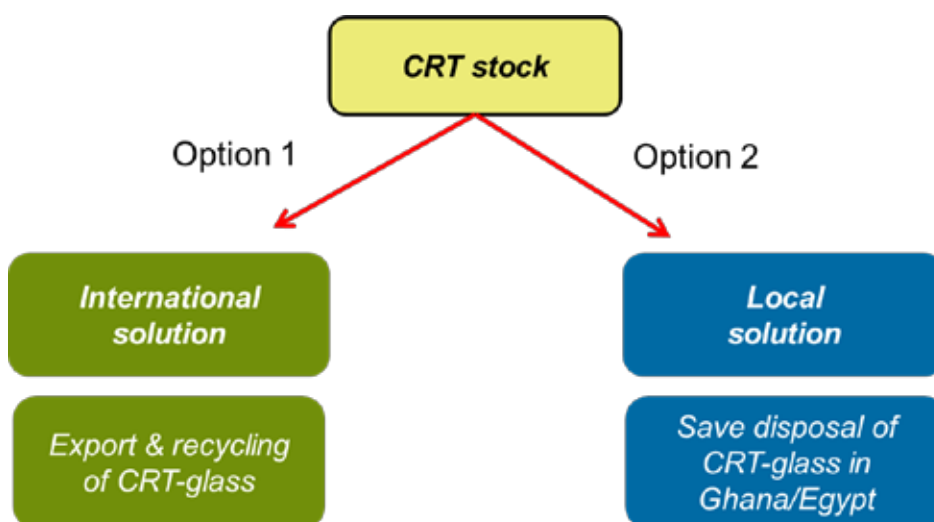 CRT stock
Option 1
Option 2
International
solution
Local
solution
Export & recycling
of CRT-glass
Save disposal of
CRT-glass in
Ghana/Egypt